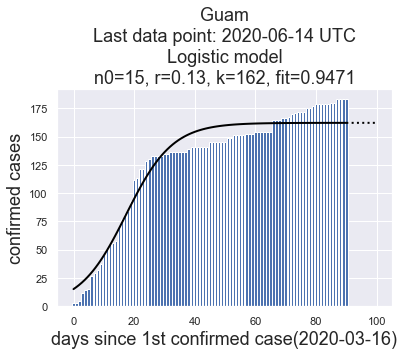 Guam
Last data point: 2020-06-14 UTC
Logistic model
n0=15, r=0.13, k=162, fit=0.9471
175
150
125
100
75
50
25
0
confirmed cases
0 20 40 60 80 100
days since 1st confirmed case(2020-03-16)